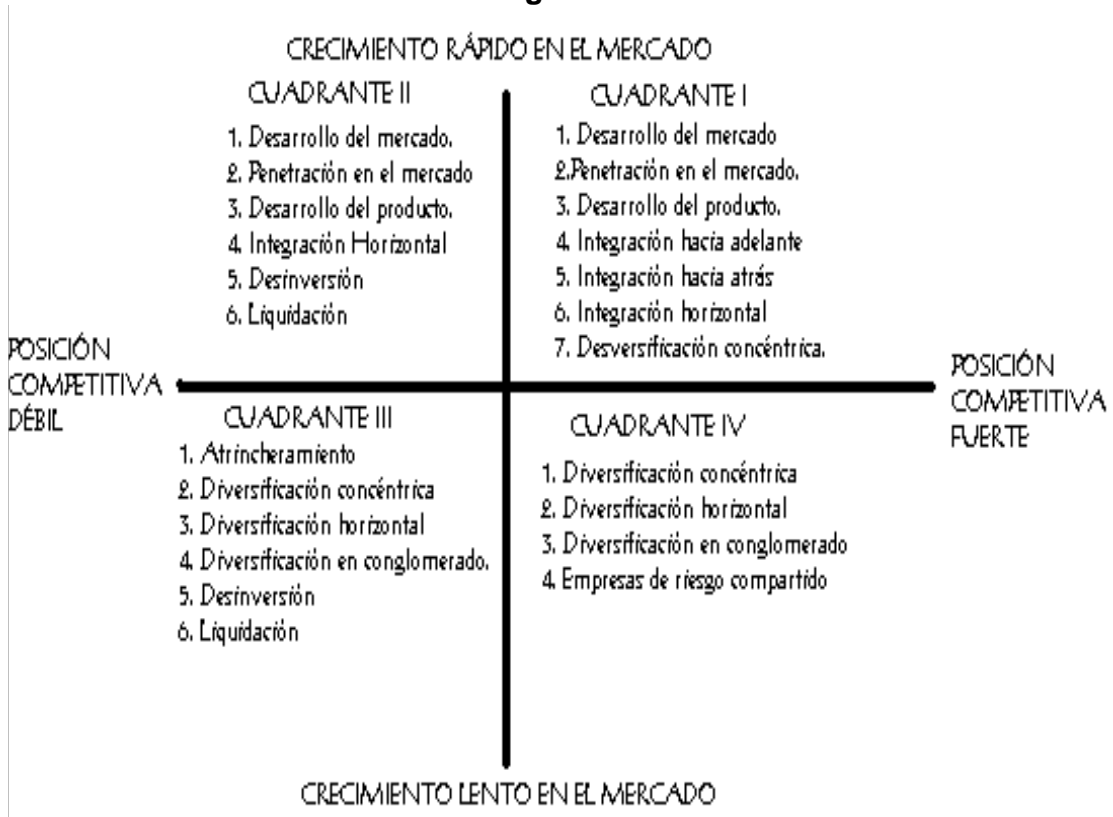 CRECIMIENTO RÁPIDO EN EL MERCADO
CUADRANTE II
1. Desarrollo del mercado.
2. Penetración en el mercado
3. Desarrollo del producto.
4. Integración Horizontal
5. Desinversión
6. Liquidación
CUADRANTE I
1. Desarrollo del mercado
2.Penetración en el mercado.
3. Desarrollo del producto.
4. Integración hacia adelante
5. Integración hacia atrás
6. Integración horizontal
7. Desversificación concéntrica.
POSICIÓN
COMPETITIVA
DÉBIL
POSICIÓN
COMPETITIVA
FUERTE
CUADRANTE III
1. Atrincheramiento
2. Diversificación concéntrica
3. Diversificación horizontal
4. Diversificación en conglomerado.
5. Desinversión
6. Liquidación
CUADRANTE IV
1. Diversificación concéntrica
2. Diversificación horizontal
3. Diversificación en conglomerado
4. Empresas de riesgo compartido
CRECIMIENTO LENTO EN EL MERCADO